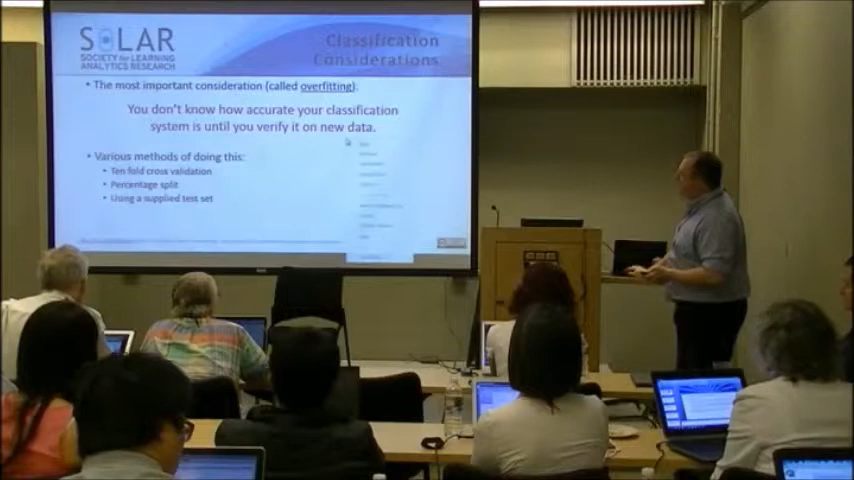 SOLAR
SOCIETY for LEARNING
ANALYTICS RESEARCH
Classification
Considerations
• The most important consideration (called overfitting):
You don't know how accurate your classification
system is until you verify it on new data.
• Various methods of doing this:
• Ten fold cross validation
• Percentage split
• Using a supplied test set